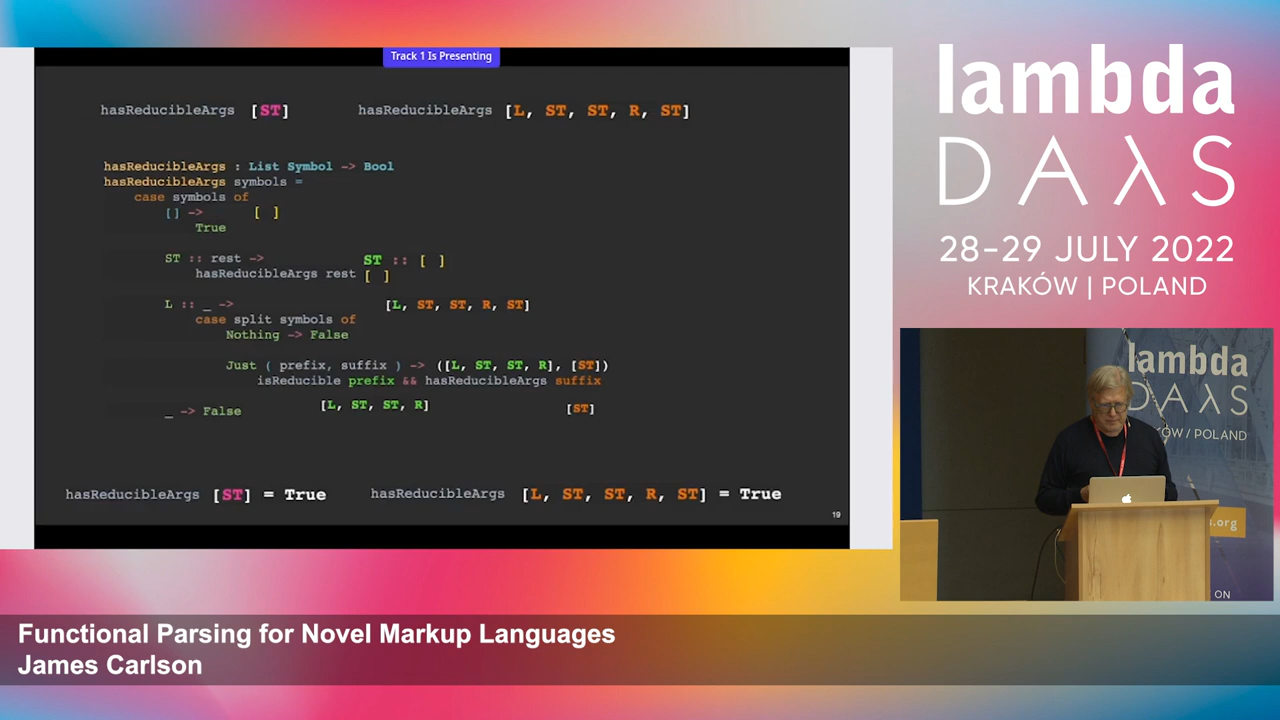 Track 1 Is Presenting
hasReducibleArgs [ST] hasReducibleArgs [L, ST, ST, R, ST]
hasReducibleArgs : List Symbol -> Bool
hasReducibleArgs symbols =
case symbols of
[] -> [ ]
True
ST :: rest -> ST :: [ ]
hasReducibleArgs rest [ ]
L :: _ -> [L, ST, ST, R, ST]
case split symbols of
Nothing -> False
Just ( prefix, suffix ) -> ([L, ST, ST, R], [ST])
isReducible prefix && hasReducibleArgs suffix
[L, ST, ST, R] [ST]
_ -> False
hasReducibleArgs [ST] = True hasReducibleArgs [L, ST, ST, R, ST] = True
19
lambda
DAλS
28-29 JULY 2022
KRAKÓW | POLAND
lambda
DAλS
KÓW / POLAND
s.org
ON
Functional Parsing for Novel Markup Languages
James Carlson